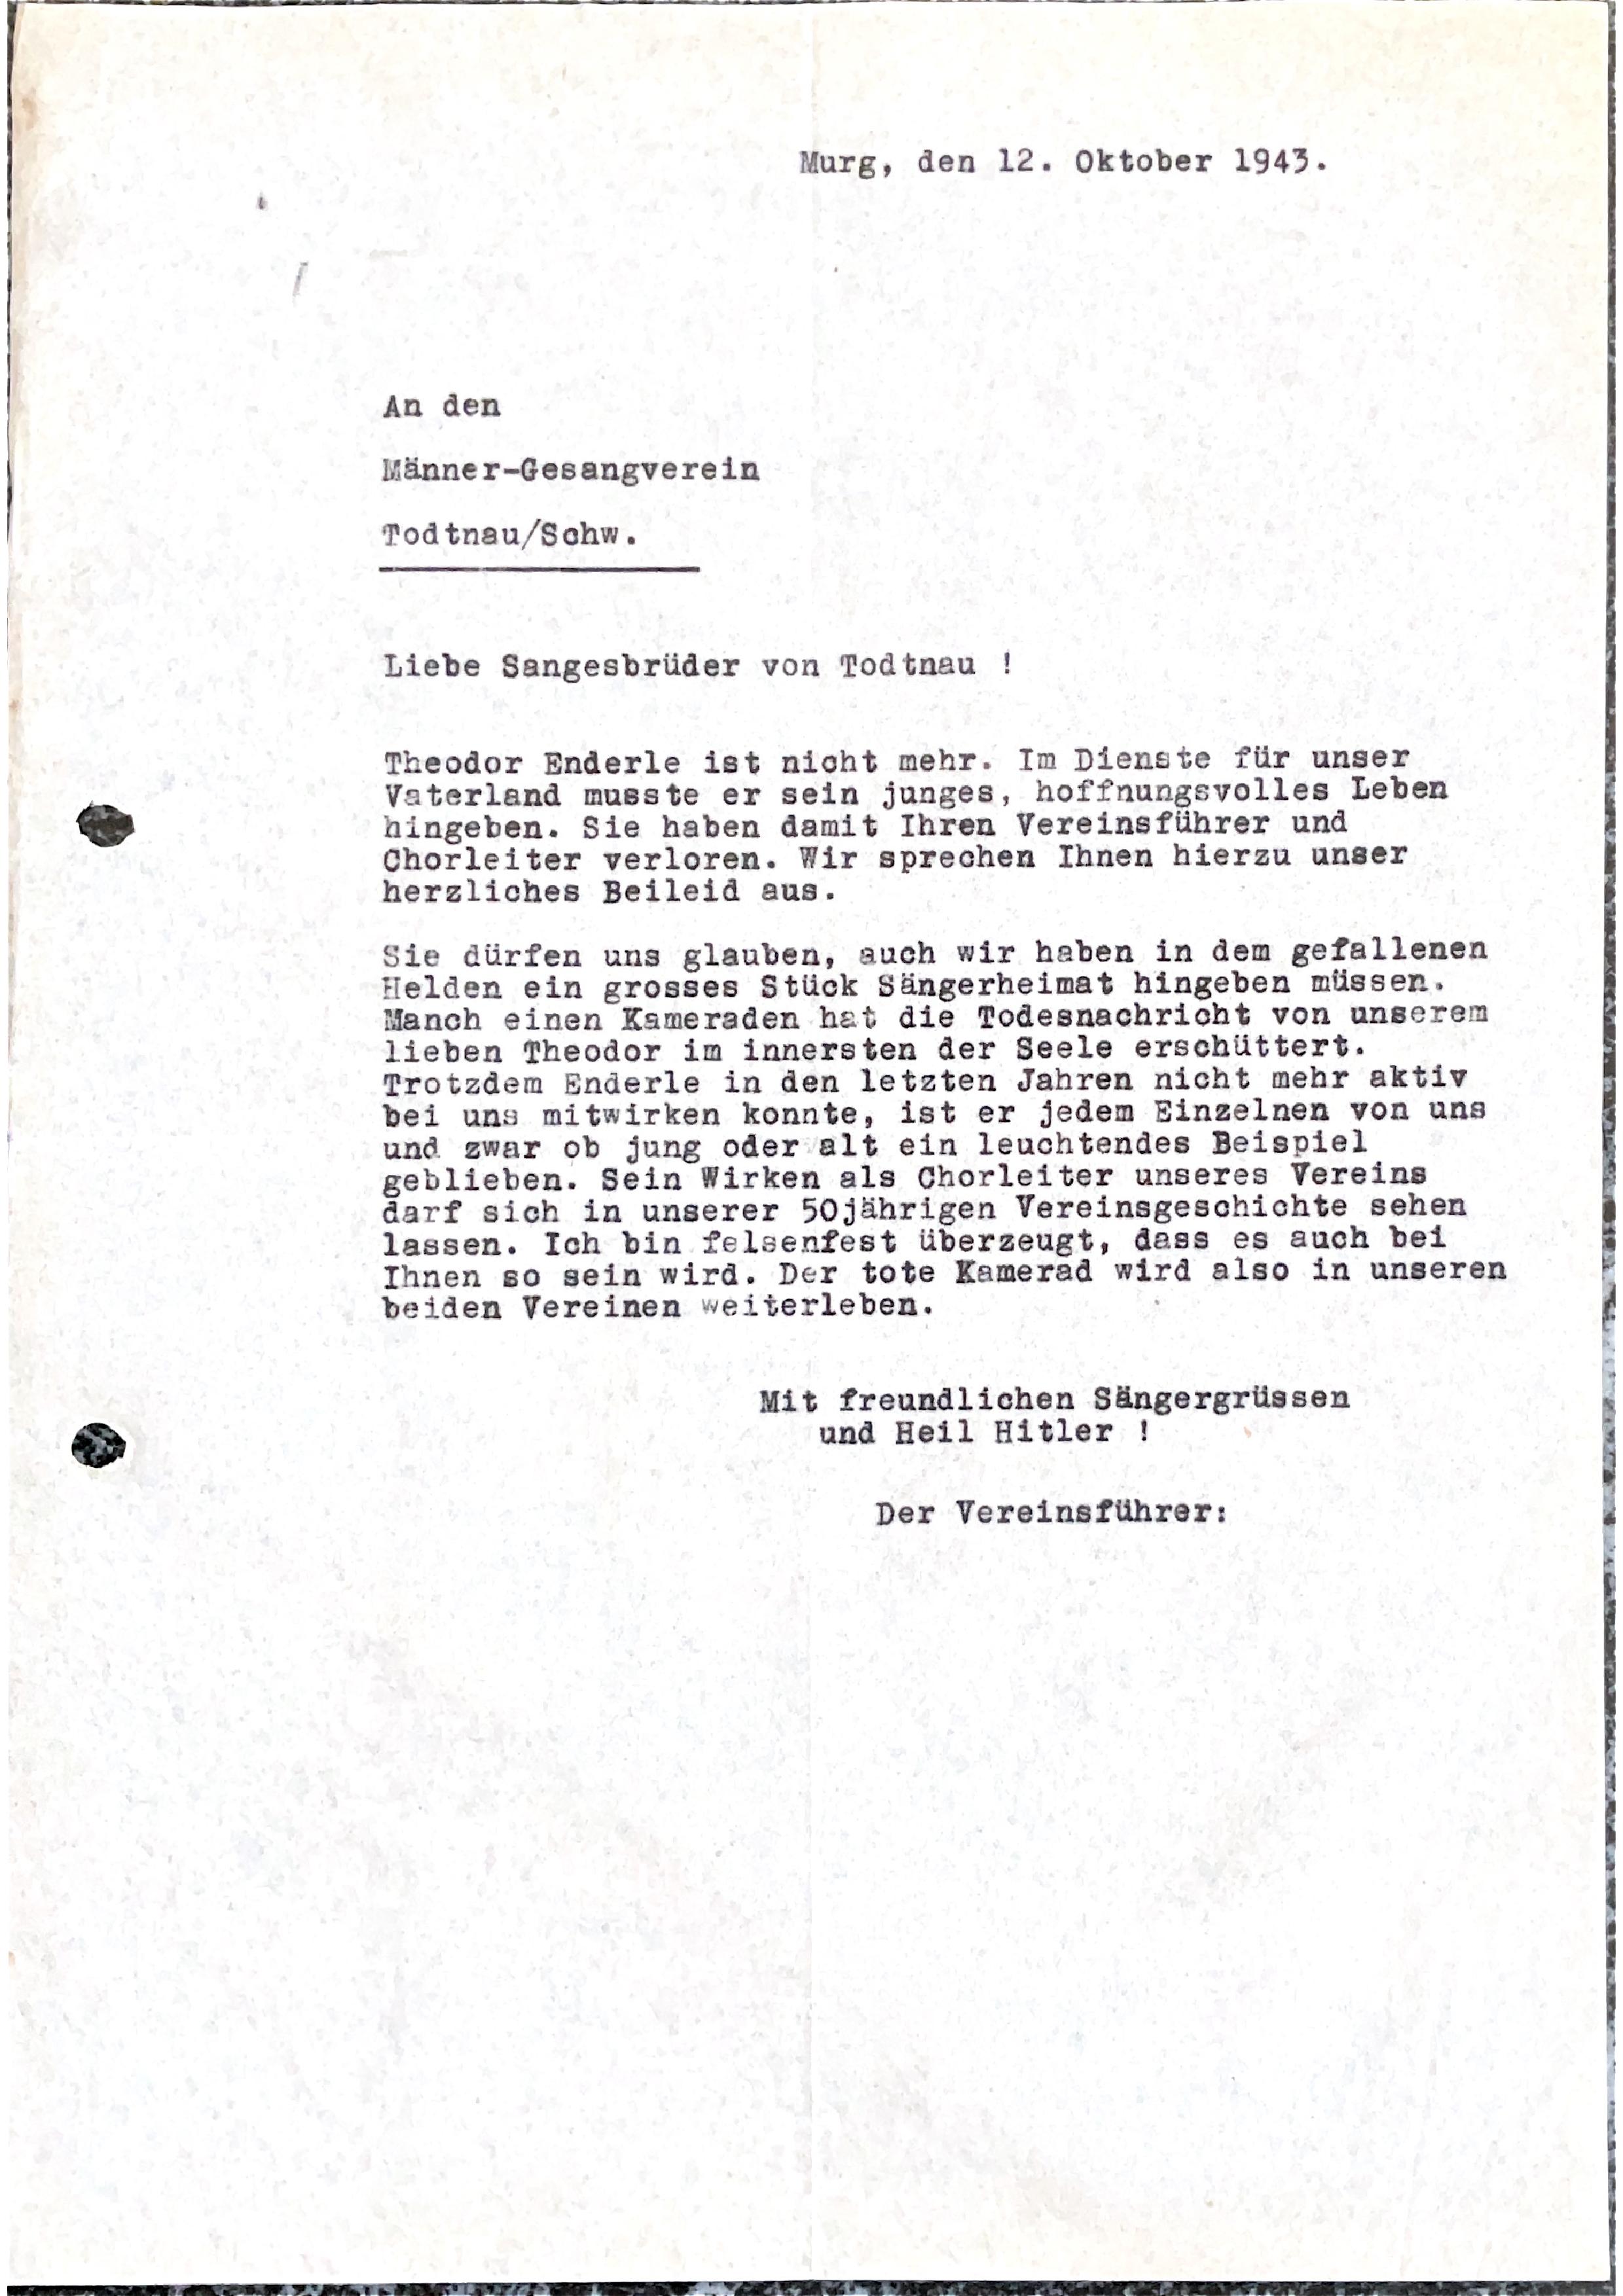 Murg, den 12. Oktober 1943.
An den
Männer-Gesangverein
Todtnau/Schw.
Liebe Sangesbrüder von Todtnau !
Theodor Enderle ist nicht mehr. Im Dienste für unser
Vaterland musste er sein junges, hoffnungsvolles Leben
hingeben. Sie haben damit Ihren Vereinsführer und
Chorleiter verloren. Wir sprechen Ihnen hierzu unser
herzliches Beileid aus.
Sie dürfen uns glauben, auch wir haben in dem gefallenen
Helden ein grosses Stück Sängerheimat hingeben müssen.
Manch einen Kameraden hat die Todesnachricht von unserem
lieben Theodor im innersten der Seele erschüttert.
Trotzdem Enderle in den letzten Jahren nicht mehr aktiv
bei uns mitwirken konnte, ist er jedem Einzelnen von uns
und zwar ob jung oder alt ein leuchtendes Beispiel
geblieben. Sein Wirken als Chorleiter unseres Vereins
darf sich in unserer 50jährigen Vereinsgeschichte sehen
lassen. Ich bin felsenfest überzeugt, dass es auch bei
Ihnen so sein wird. Der tote Kamerad wird also in unseren
beiden Vereinen weiterleben.
Mit freundlichen Sängergrüssen
und Heil Hitler !
Der Vereinsführer: